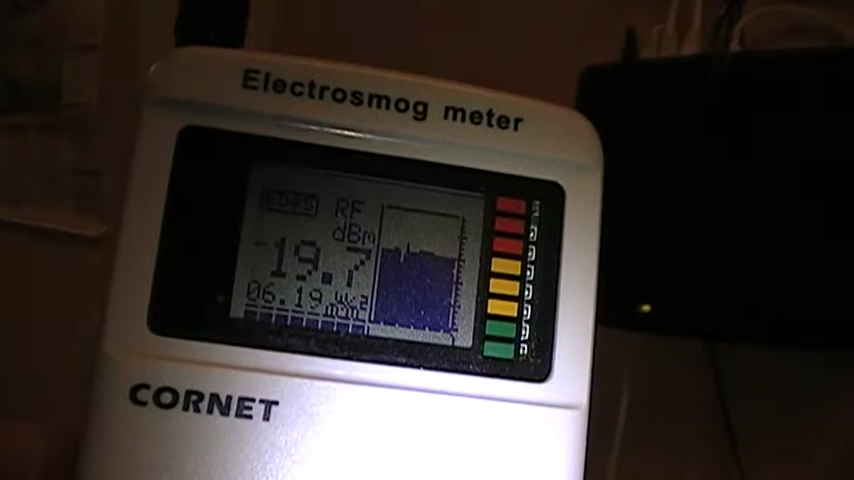 Electrosmog meter
RF
dBm
-19.7
06.19
CORNET